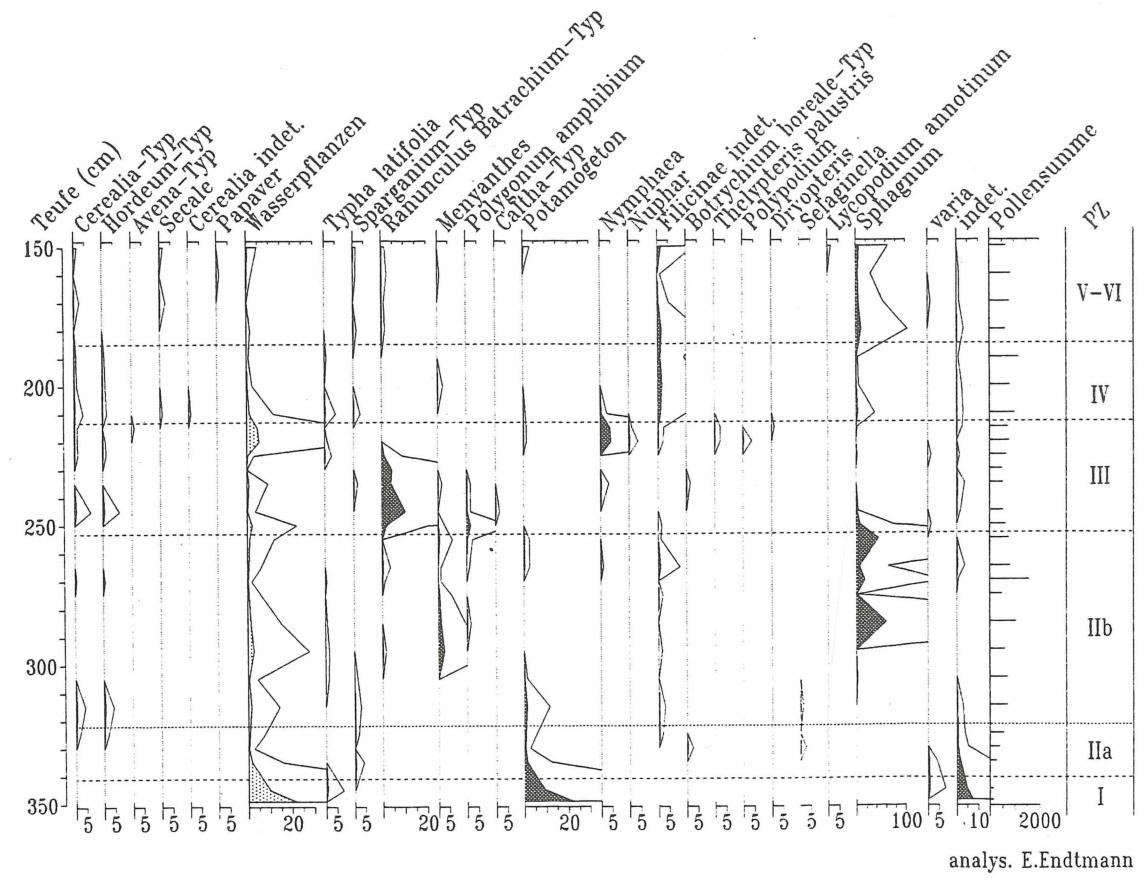 Teufe (cm)
Cerealia-Typ
Hordeum-Typ
Avena-Typ
Secale
Cerealia indet.
Papaver
Wasserpflanzen
Typha latifolia
Sparganium-Typ
Ranunculus Batrachium-Typ
Menyanthes
Polygonum amphibium
Caltha-Typ
Potamogeton
Nymphaea
Nuphar
Filicinae indet.
Botrychium boreale-Typ
Thelypteris palustris
Polypodium
Dryopteris
Selaginella
Lycopodium annotinum
Sphagnum
varia
Indet.
Pollensumme
PZ
150
200
250
300
350
V-VI
IV
III
IIb
IIa
I
5 5 5 5 5 5 20 5 5 20 5 5 5 20 5 5 5 5 5 5 5 5 5 100 5 10 2000
analys. E.Endtmann